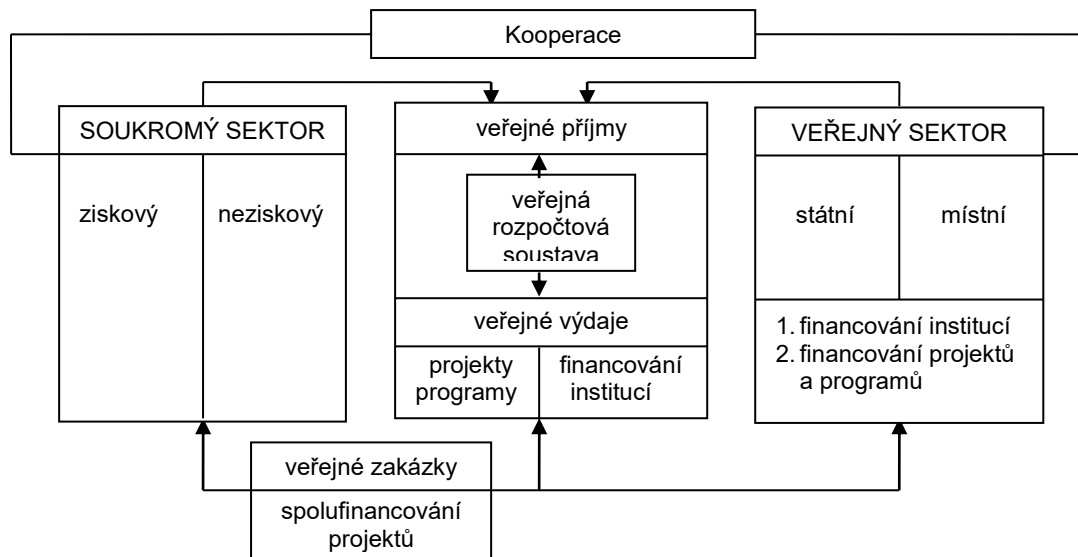 Kooperace
SOUKROMÝ SEKTOR
ziskový
neziskový
veřejné příjmy
veřejná
rozpočtová
soustava
veřejné výdaje
projekty
programy
financování
institucí
VEŘEJNÝ SEKTOR
státní
místní
1. financování institucí
2. financování projektů
a programů
veřejné zakázky
spolufinancování
projektů